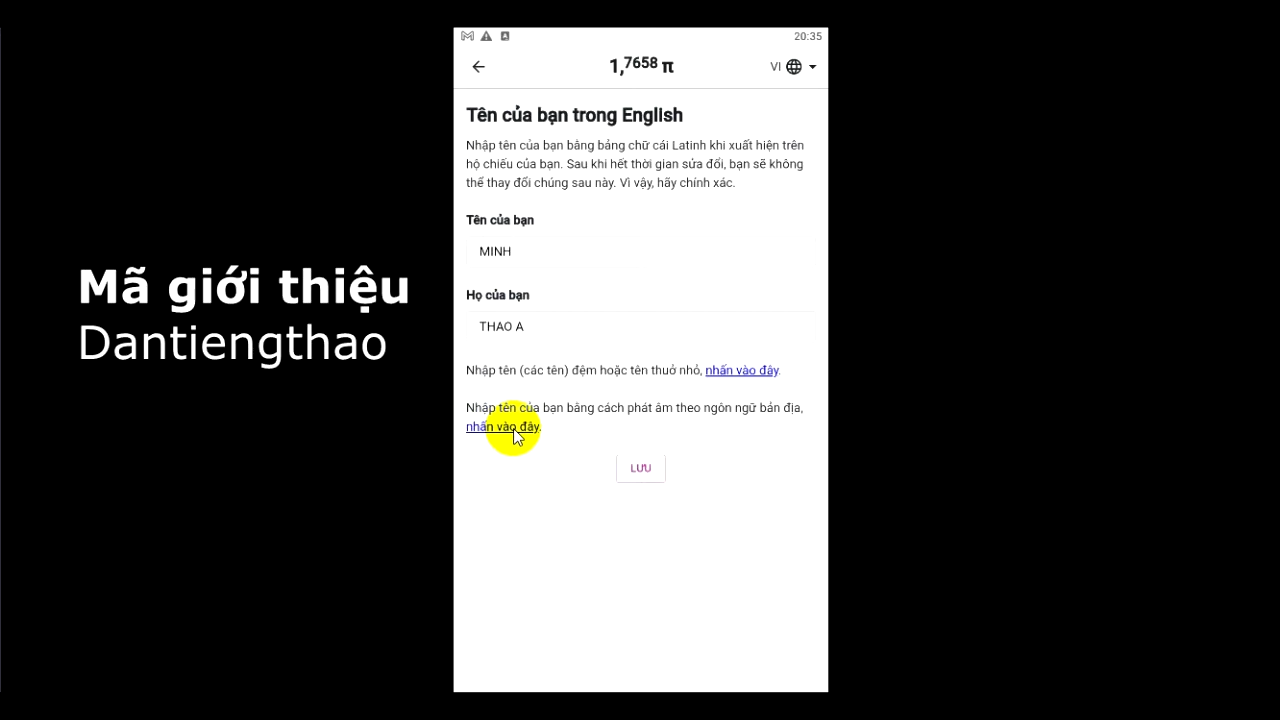 Mã giới thiệu
Dantiengthao
20:35
1,7658 π
VI
Tên của bạn trong English
Nhập tên của bạn bằng bảng chữ cái Latinh khi xuất hiện trên
hộ chiếu của bạn. Sau khi hết thời gian sửa đổi, bạn sẽ không
thể thay đổi chúng sau này. Vì vậy, hãy chính xác.
Tên của bạn
MINH
Họ của bạn
THAO A
Nhập tên (các tên) đệm hoặc tên thuở nhỏ, nhấn vào đây.
Nhập tên của bạn bằng cách phát âm theo ngôn ngữ bản địa,
nhấn vào đây.
LƯU